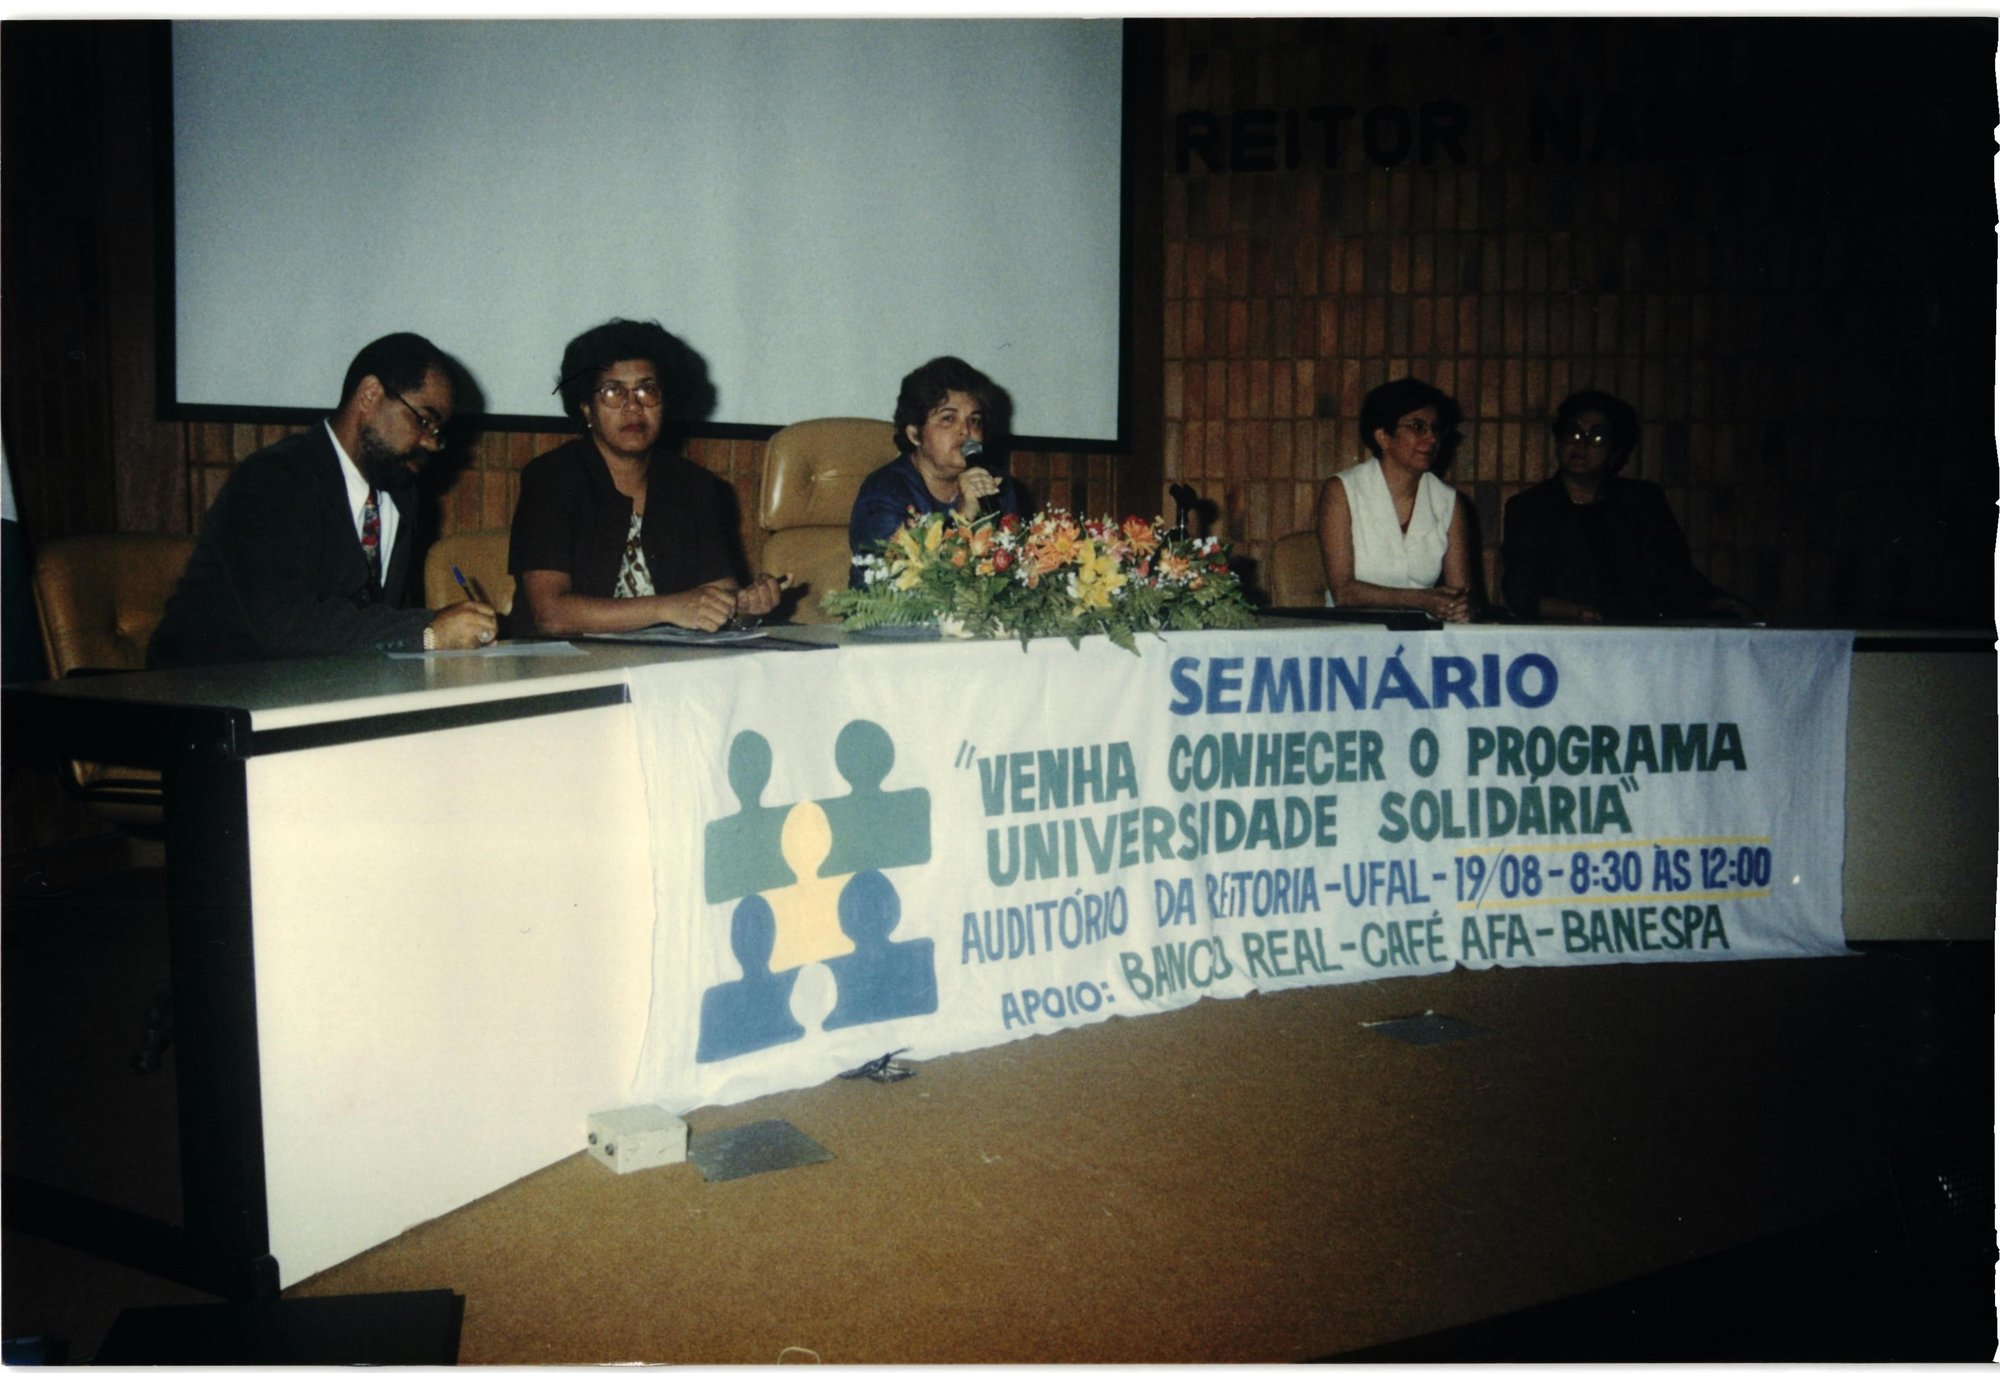 REITOR
SEMINÁRIO
"VENHA CONHECER O PROGRAMA
UNIVERSIDADE SOLIDÁRIA"
AUDITÓRIO DA REITORIA-UFAL-19/08-8:30 ÀS 12:00
APOIO: BANCO REAL-CAFÉ AFA-BANESPA